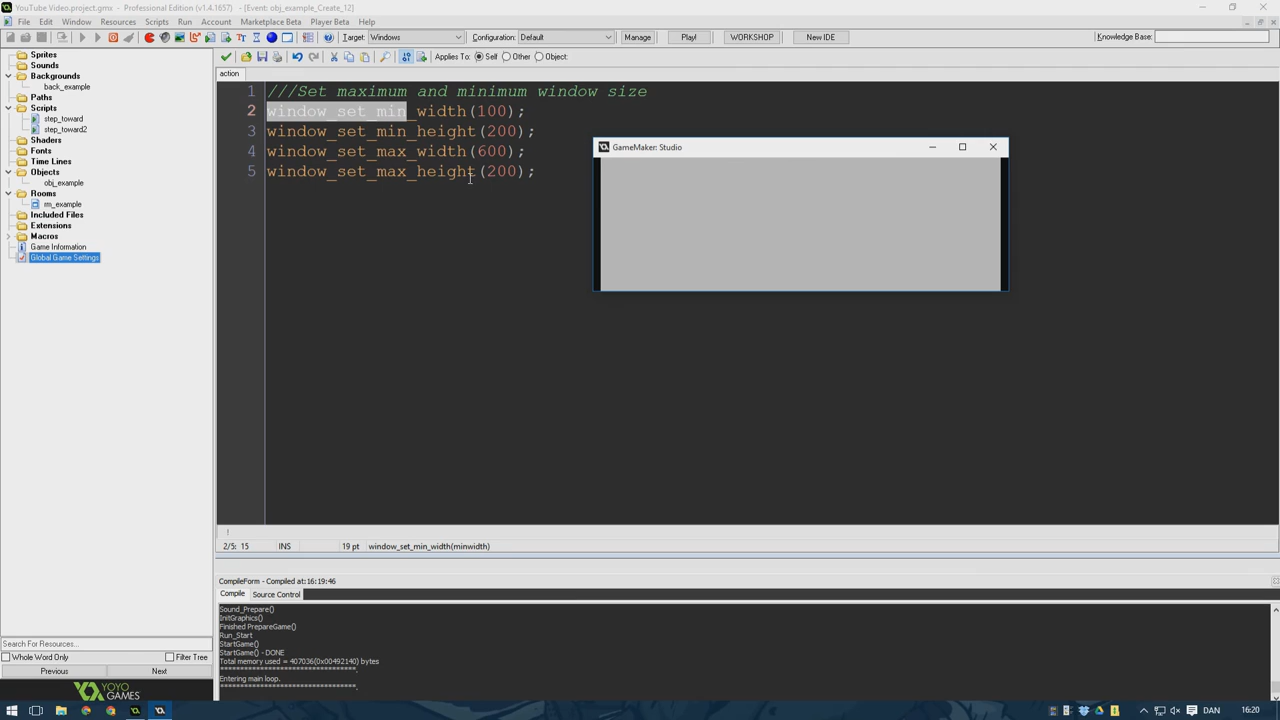 YouTube Video.project.gmx - Professional Edition (v1.4.1657) - [Event: obj_example_Create_12]
File Edit Window Resources Scripts Run Account Marketplace Beta Player Beta Help
Target: Windows Configuration: Default Manage Play! WORKSHOP New IDE Knowledge Base:
Applies To: Self Other Object:
action
Sprites
Sounds
Backgrounds
back_example
Paths
Scripts
step_toward
step_toward2
Shaders
Fonts
Time Lines
Objects
obj_example
Rooms
rm_example
Included Files
Extensions
Macros
Game Information
Global Game Settings
1 ///Set maximum and minimum window size
2 window_set_min_width(100);
3 window_set_min_height(200);
4 window_set_max_width(600);
5 window_set_max_height(200);
GameMaker: Studio
!
2/5: 15 INS 19 pt window_set_min_width(minwidth)
CompileForm - Compiled at:16:19:46
Compile Source Control
Sound_Prepare()
InitGraphics()
Finished PrepareGame()
Run_Start
StartGame()
StartGame() - DONE
Total memory used = 407036(0x00492140) bytes
***********************************.
Entering main loop.
***********************************.
Search For Resources...
Whole Word Only Filter Tree
Previous Next
YOYO
GAMES
DAN 16:20